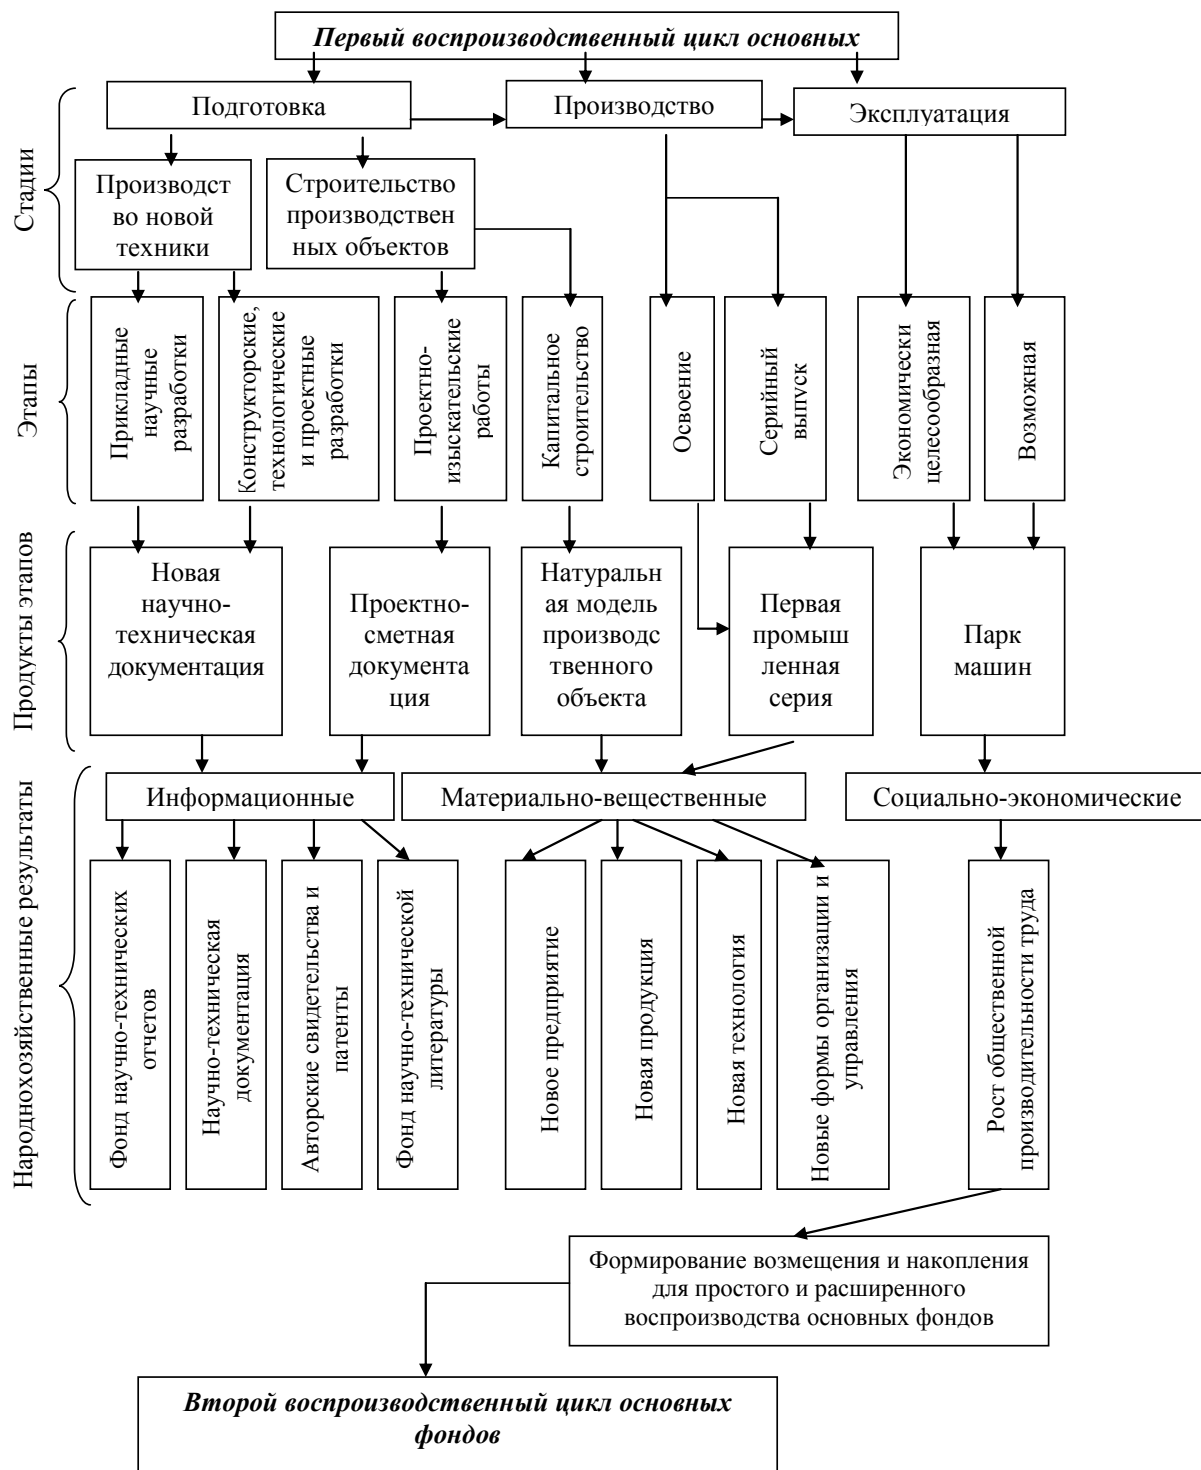 Первый воспроизводственный цикл основных
Подготовка
Производство
Эксплуатация
Стадии
Производст
во новой
техники
Строительство
производствен
ных объектов
Этапы
Прикладные
научные
разработки
Конструкторские,
технологические
и проектные
разработки
Проектно-
изыскательские
работы
Капитальное
строительство
Освоение
Серийный
выпуск
Экономически
целесообразная
Возможная
Продукты этапов
Новая
научно-
техническая
документация
Проектно-
сметная
документа
ция
Натуральн
ая модель
производс
твенного
объекта
Первая
промыш
ленная
серия
Парк
машин
Народнохозяйственные результаты
Информационные
Материально-вещественные
Социально-экономические
Фонд научно-технических
отчетов
Научно-техническая
документация
Авторские свидетельства и
патенты
Фонд научно-технической
литературы
Новое предприятие
Новая продукция
Новая технология
Новые формы организации и
управления
Рост общественной
производительности труда
Формирование возмещения и накопления
для простого и расширенного
воспроизводства основных фондов
Второй воспроизводственный цикл основных
фондов